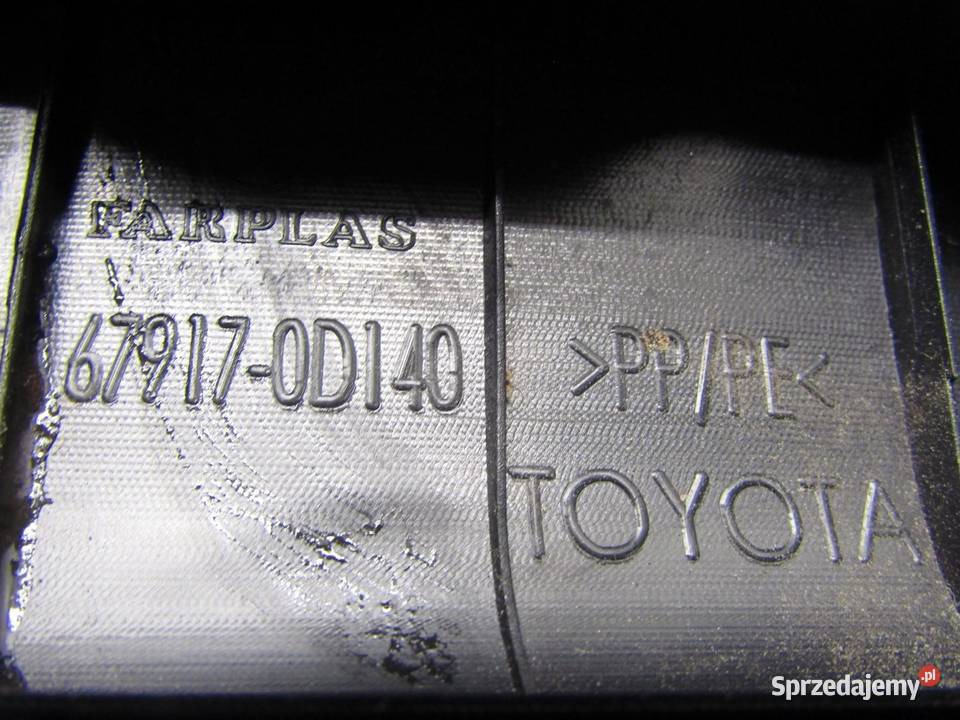 FARPLAS
67917-0D140
>PP/PE<
TOYOTA
Sprzedajemy.pl